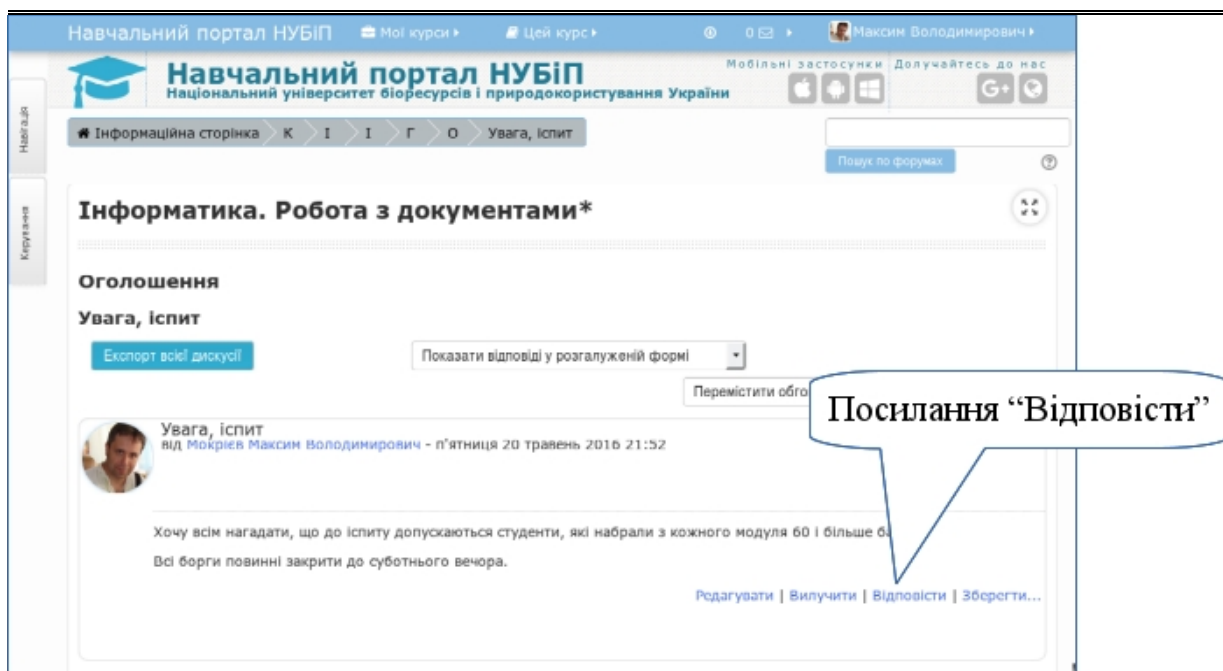 Навчальний портал НУБіП Мої курси Цей курс 0 Максим Володимирович
Мобільні застосунки Долучайтесь до нас
Навчальний портал НУБіП
Національний університет біоресурсів і природокористування України
G+
Навігація
Інформаційна сторінка К І І Г О Увага, іспит
Пошук по форумах
?
Керування
Інформатика. Робота з документами*
Оголошення
Увага, іспит
Експорт всієї дискусії Показати відповіді у розгалуженій формі
Перемістити обго
Посилання “Відповісти”
Увага, іспит
від Мокрієв Максим Володимирович - п'ятниця 20 травень 2016 21:52
Хочу всім нагадати, що до іспиту допускаються студенти, які набрали з кожного модуля 60 і більше ба
Всі борги повинні закрити до суботнього вечора.
Редагувати | Вилучити | Відповісти | Зберегти...